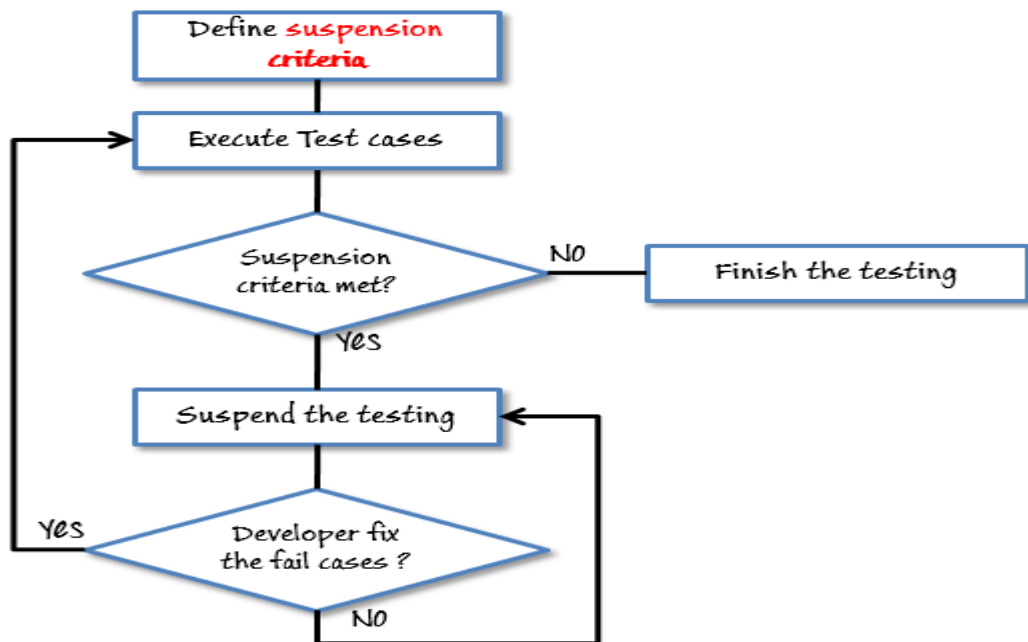 Define suspension
criteria
Execute Test cases
Suspension
criteria met?
NO
Finish the testing
Yes
Suspend the testing
Yes
Developer fix
the fail cases ?
NO